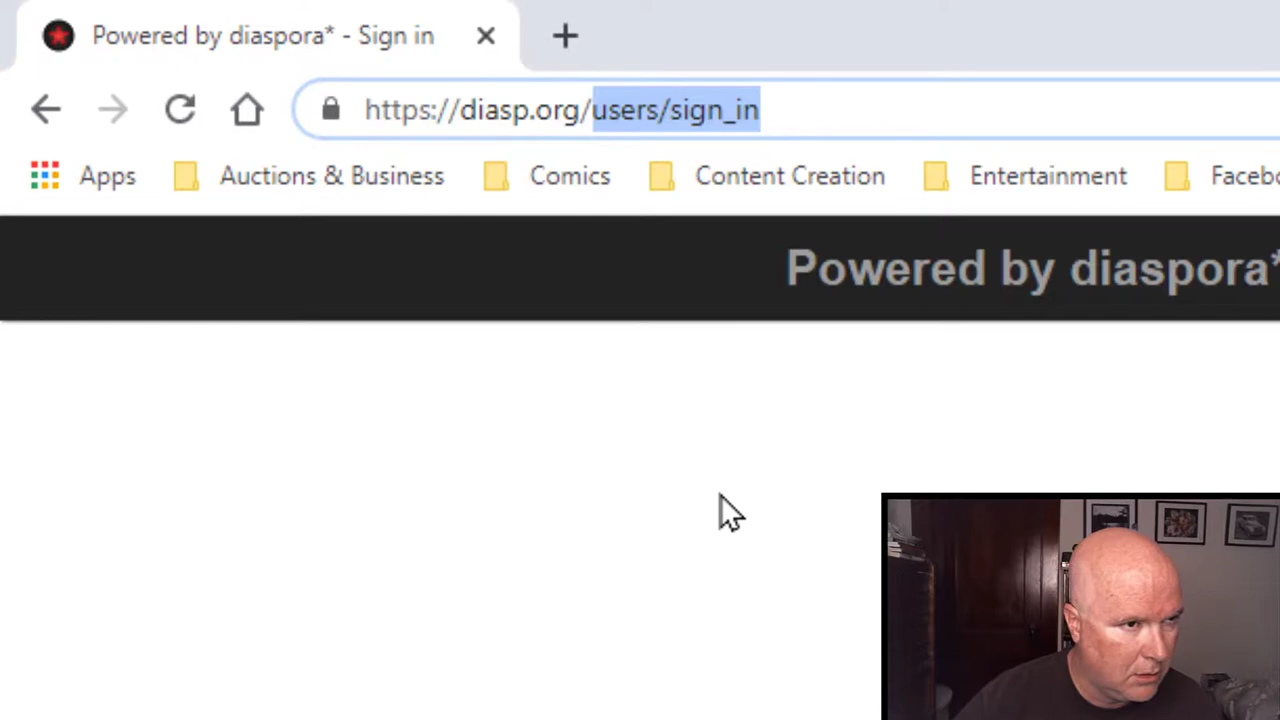 Powered by diaspora* - Sign in
https://diasp.org/users/sign_in
Apps Auctions & Business Comics Content Creation Entertainment Facebo
Powered by diaspora*